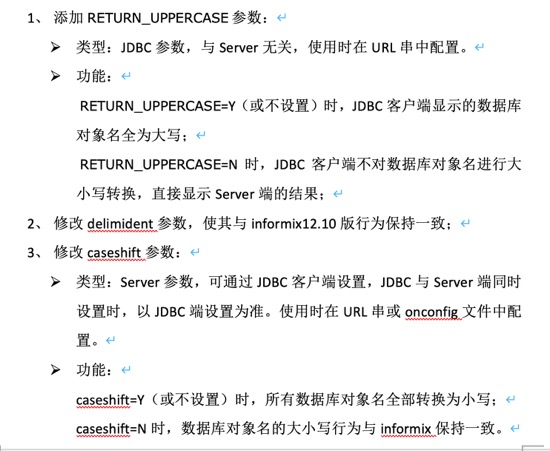 1、 添加 RETURN_UPPERCASE 参数：
➢ 类型：JDBC 参数，与 Server 无关，使用时在 URL 串中配置。
➢ 功能：
RETURN_UPPERCASE=Y（或不设置）时，JDBC 客户端显示的数据库
对象名全为大写；
RETURN_UPPERCASE=N 时，JDBC 客户端不对数据库对象名进行大
小写转换，直接显示 Server 端的结果；
2、 修改 delimident 参数，使其与 informix12.10 版行为保持一致；
3、 修改 caseshift 参数：
➢ 类型：Server 参数，可通过 JDBC 客户端设置，JDBC 与 Server 端同时
设置时，以 JDBC 端设置为准。使用时在 URL 串或 onconfig 文件中配
置。
➢ 功能：
caseshift=Y（或不设置）时，所有数据库对象名全部转换为小写；
caseshift=N 时，数据库对象名的大小写行为与 informix 保持一致。